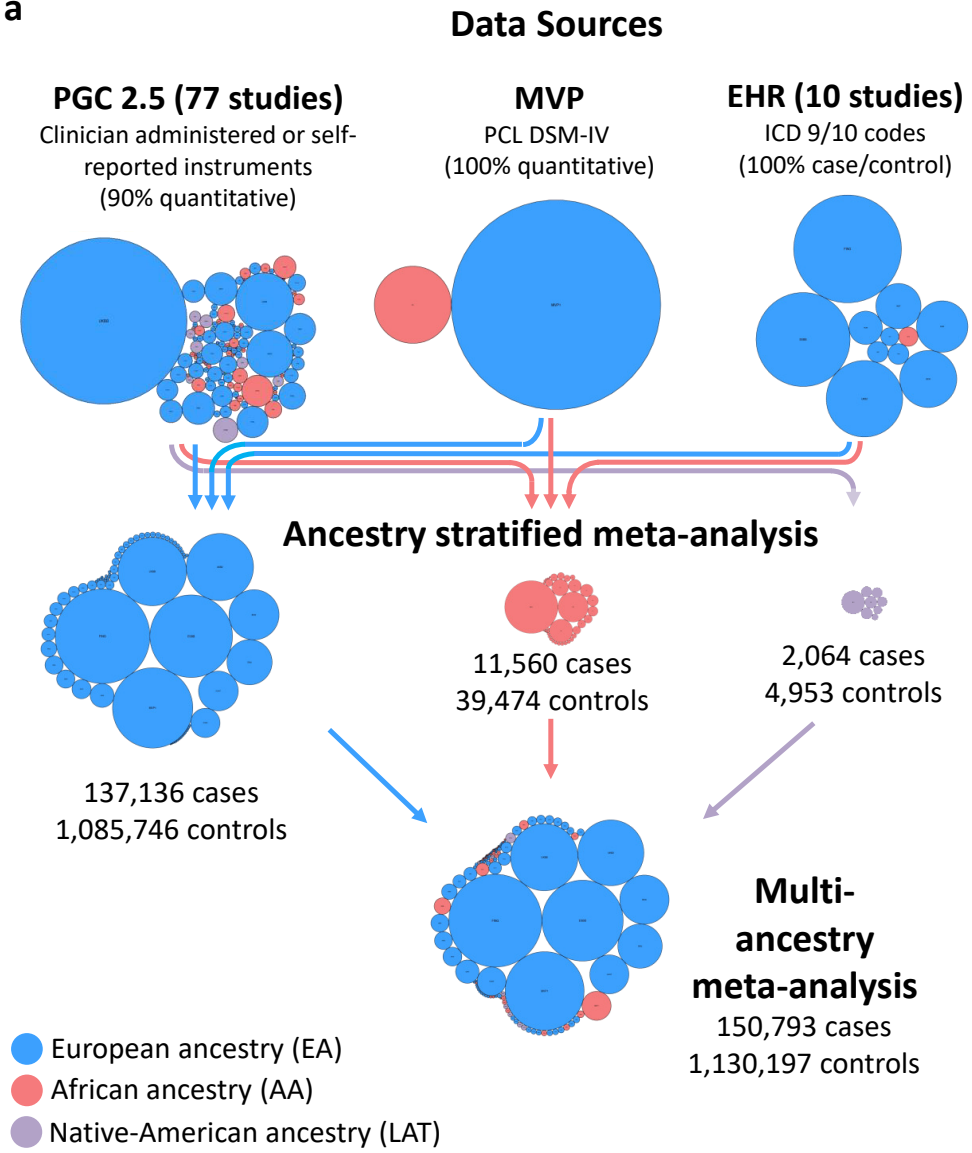 a
Data Sources
PGC 2.5 (77 studies)
Clinician administered or self-
reported instruments
(90% quantitative)
MVP
PCL DSM-IV
(100% quantitative)
EHR (10 studies)
ICD 9/10 codes
(100% case/control)
Ancestry stratified meta-analysis
137,136 cases
1,085,746 controls
11,560 cases
39,474 controls
2,064 cases
4,953 controls
Multi-
ancestry
meta-analysis
150,793 cases
1,130,197 controls
European ancestry (EA)
African ancestry (AA)
Native-American ancestry (LAT)